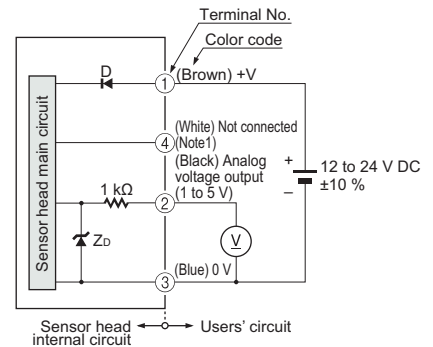 Terminal No.
Color code
D
1
(Brown) +V
Sensor head main circuit
4
(White) Not connected
(Note1)
(Black) Analog
voltage output
(1 to 5 V)
1 kΩ
2
+
–
12 to 24 V DC
±10 %
V
ZD
3
(Blue) 0 V
Sensor head
internal circuit
Users' circuit